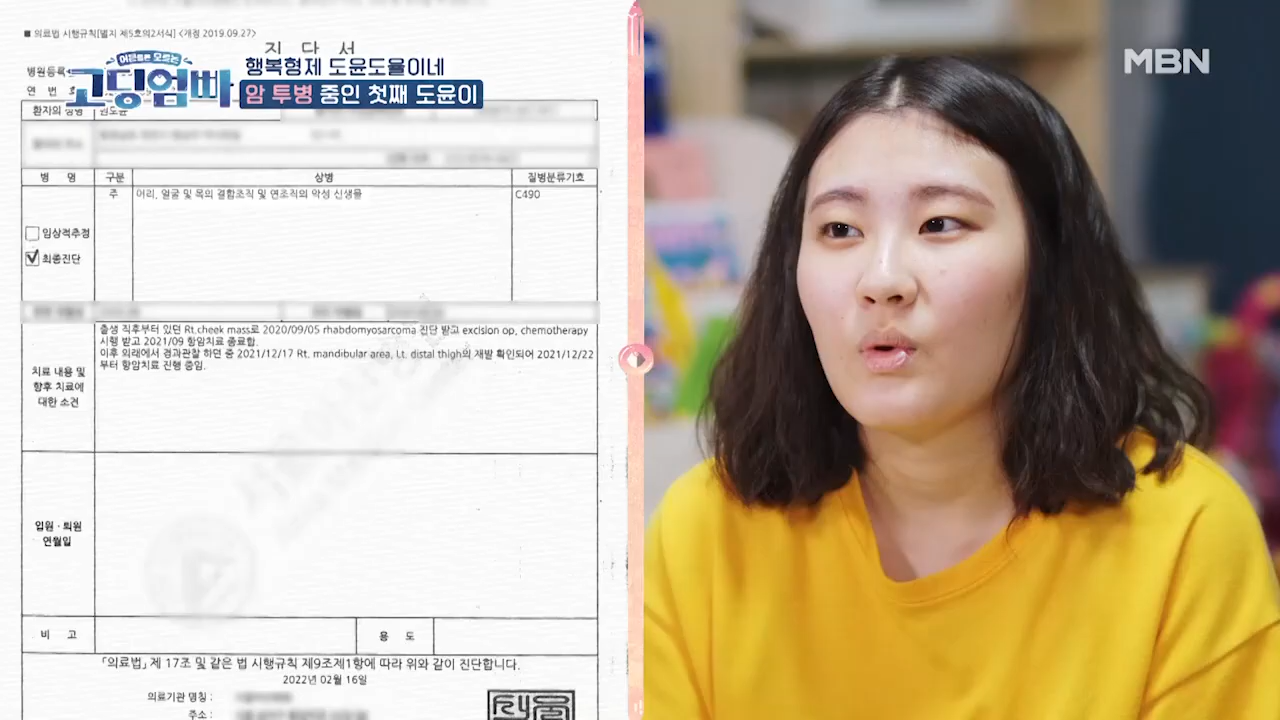 ■ 의료법 시행규칙[별지 제5호의2서식] <개정 2019.09.27>
진 단 서
MBN
어른들은 모르는
고딩엄빠
행복형제 도윤도율이네
암 투병 중인 첫째 도윤이
병원등록
연 번 호
환자의 성명 원도윤
병 명 구분 상병 질병분류기호
주 머리, 얼굴 및 목의 결합조직 및 연조직의 악성 신생물 C490
임상적추정
최종진단
출생 직후부터 있던 Rt.cheek mass로 2020/09/05 rhabdomyosarcoma 진단 받고 excision op, chemotherapy
시행 받고 2021/09 항암치료 종료함.
이후 외래에서 경과관찰 하던 중 2021/12/17 Rt. mandibular area, Lt. distal thigh의 재발 확인되어 2021/12/22
부터 항암치료 진행 중임.
치료 내용 및
향후 치료에
대한 소견
입원 · 퇴원
연월일
비 고 용 도
「의료법」 제 17조 및 같은 법 시행규칙 제9조제1항에 따라 위와 같이 진단합니다.
2022년 02월 16일
의료기관 명칭 :
주소 :